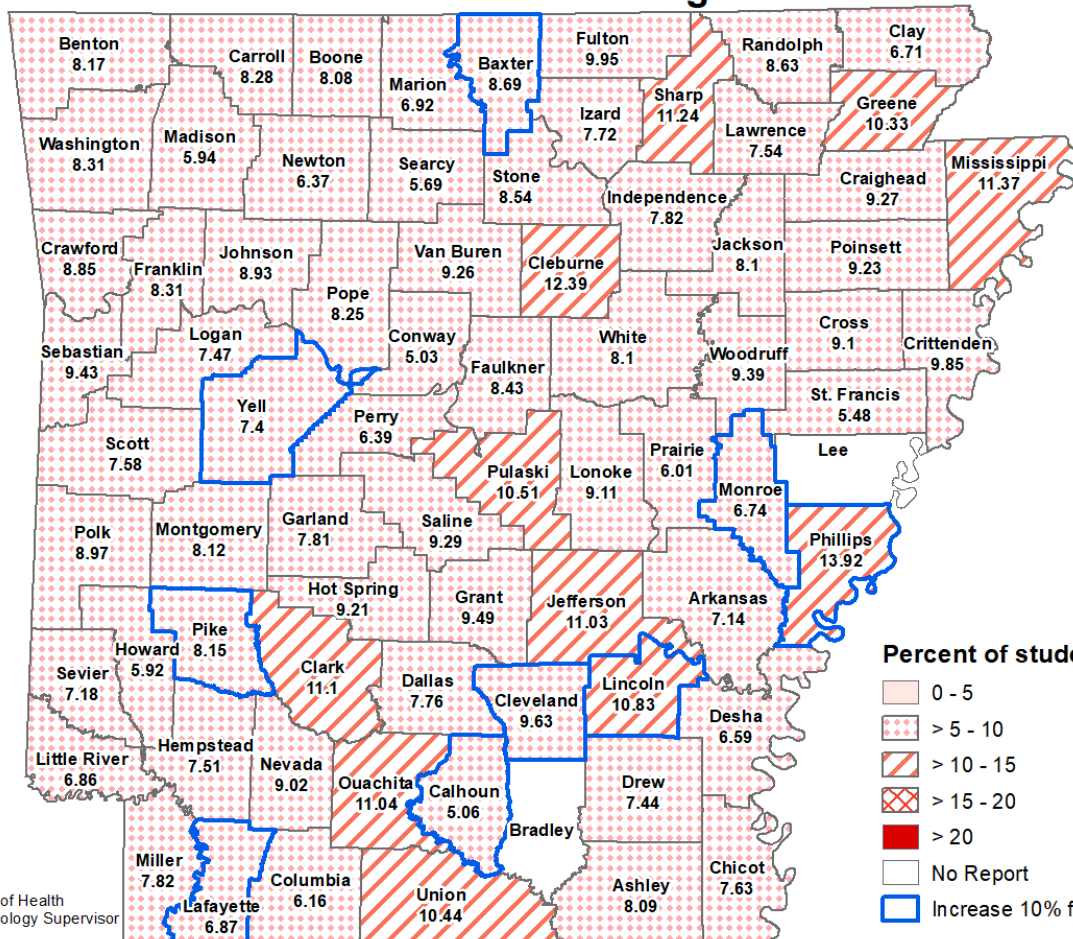 Benton
8.17
Carroll
8.28
Boone
8.08
Marion
6.92
Baxter
8.69
Fulton
9.95
Sharp
11.24
Randolph
8.63
Clay
6.71
Izard
7.72
Greene
10.33
Lawrence
7.54
Washington
8.31
Madison
5.94
Newton
6.37
Searcy
5.69
Stone
8.54
Independence
7.82
Craighead
9.27
Mississippi
11.37
Crawford
8.85
Franklin
8.31
Johnson
8.93
Pope
8.25
Van Buren
9.26
Cleburne
12.39
Jackson
8.1
Poinsett
9.23
Sebastian
9.43
Logan
7.47
Conway
5.03
Faulkner
8.43
White
8.1
Woodruff
9.39
Cross
9.1
Crittenden
9.85
Yell
7.4
Perry
6.39
St. Francis
5.48
Scott
7.58
Pulaski
10.51
Lonoke
9.11
Prairie
6.01
Lee
Monroe
6.74
Polk
8.97
Montgomery
8.12
Garland
7.81
Saline
9.29
Phillips
13.92
Hot Spring
9.21
Grant
9.49
Jefferson
11.03
Arkansas
7.14
Pike
8.15
Howard
5.92
Sevier
7.18
Clark
11.1
Dallas
7.76
Cleveland
9.63
Lincoln
10.83
Desha
6.59
Little River
6.86
Hempstead
7.51
Nevada
9.02
Ouachita
11.04
Calhoun
5.06
Bradley
Drew
7.44
Miller
7.82
Lafayette
6.87
Columbia
6.16
Union
10.44
Ashley
8.09
Chicot
7.63
Percent of stude
0 - 5
> 5 - 10
> 10 - 15
> 15 - 20
> 20
No Report
Increase 10% f
of Health
ology Supervisor